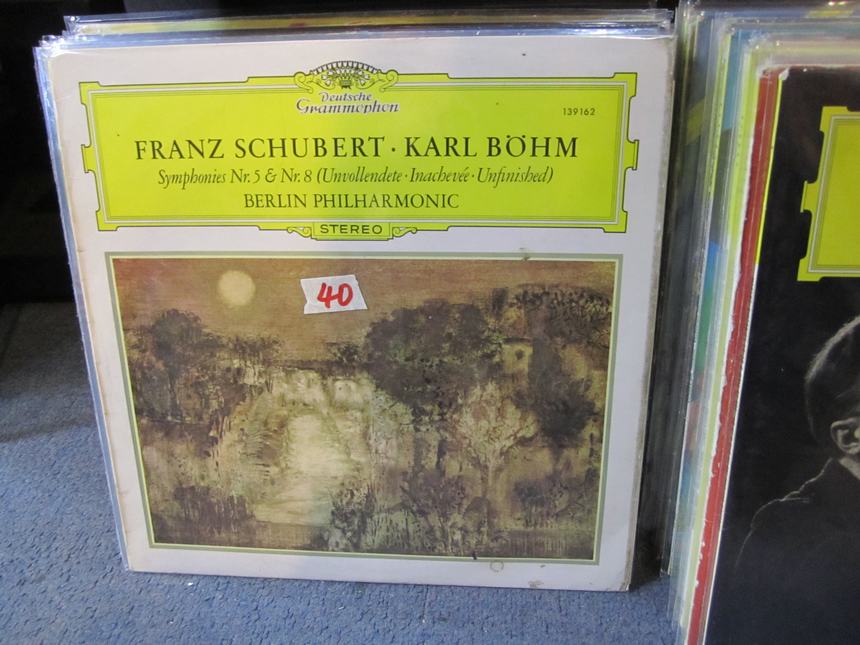 Deutsche
Grammophon
139162
FRANZ SCHUBERT · KARL BÖHM
Symphonies Nr. 5 & Nr. 8 (Unvollendete · Inachevée · Unfinished)
BERLIN PHILHARMONIC
STEREO
40